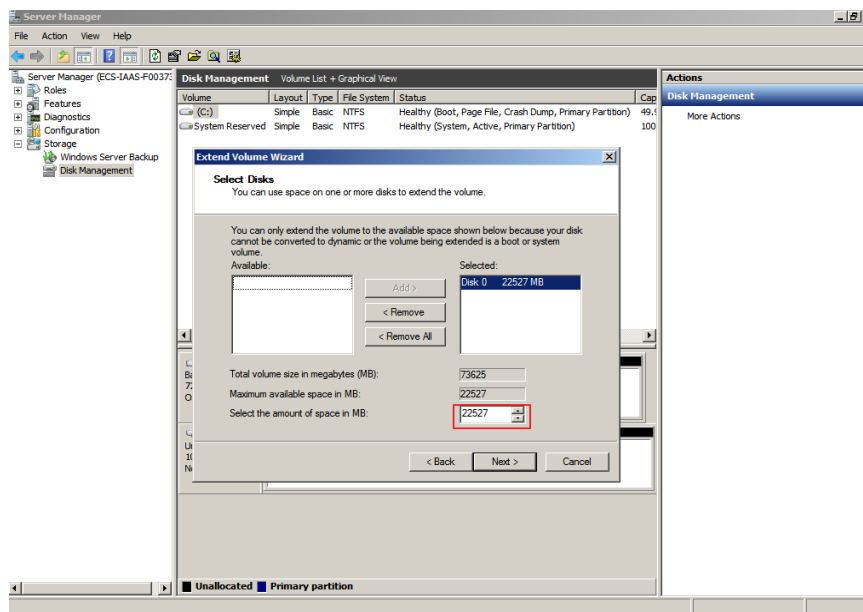 Server Manager
File Action View Help
Server Manager (ECS-IAAS-F0037
Roles
Features
Diagnostics
Configuration
Storage
Windows Server Backup
Disk Management
Disk Management Volume List + Graphical View
Volume Layout Type File System Status Cap
(C:) Simple Basic NTFS Healthy (Boot, Page File, Crash Dump, Primary Partition) 49.9
System Reserved Simple Basic NTFS Healthy (System, Active, Primary Partition) 100
Actions
Disk Management
More Actions
Extend Volume Wizard
Select Disks
You can use space on one or more disks to extend the volume.
You can only extend the volume to the available space shown below because your disk
cannot be converted to dynamic or the volume being extended is a boot or system
volume.
Available: Selected:
Disk 0 22527 MB
Add >
< Remove
< Remove All
Total volume size in megabytes (MB): 73625
Maximum available space in MB: 22527
Select the amount of space in MB: 22527
< Back Next > Cancel
Ba
O
Un
10
No
Unallocated Primary partition